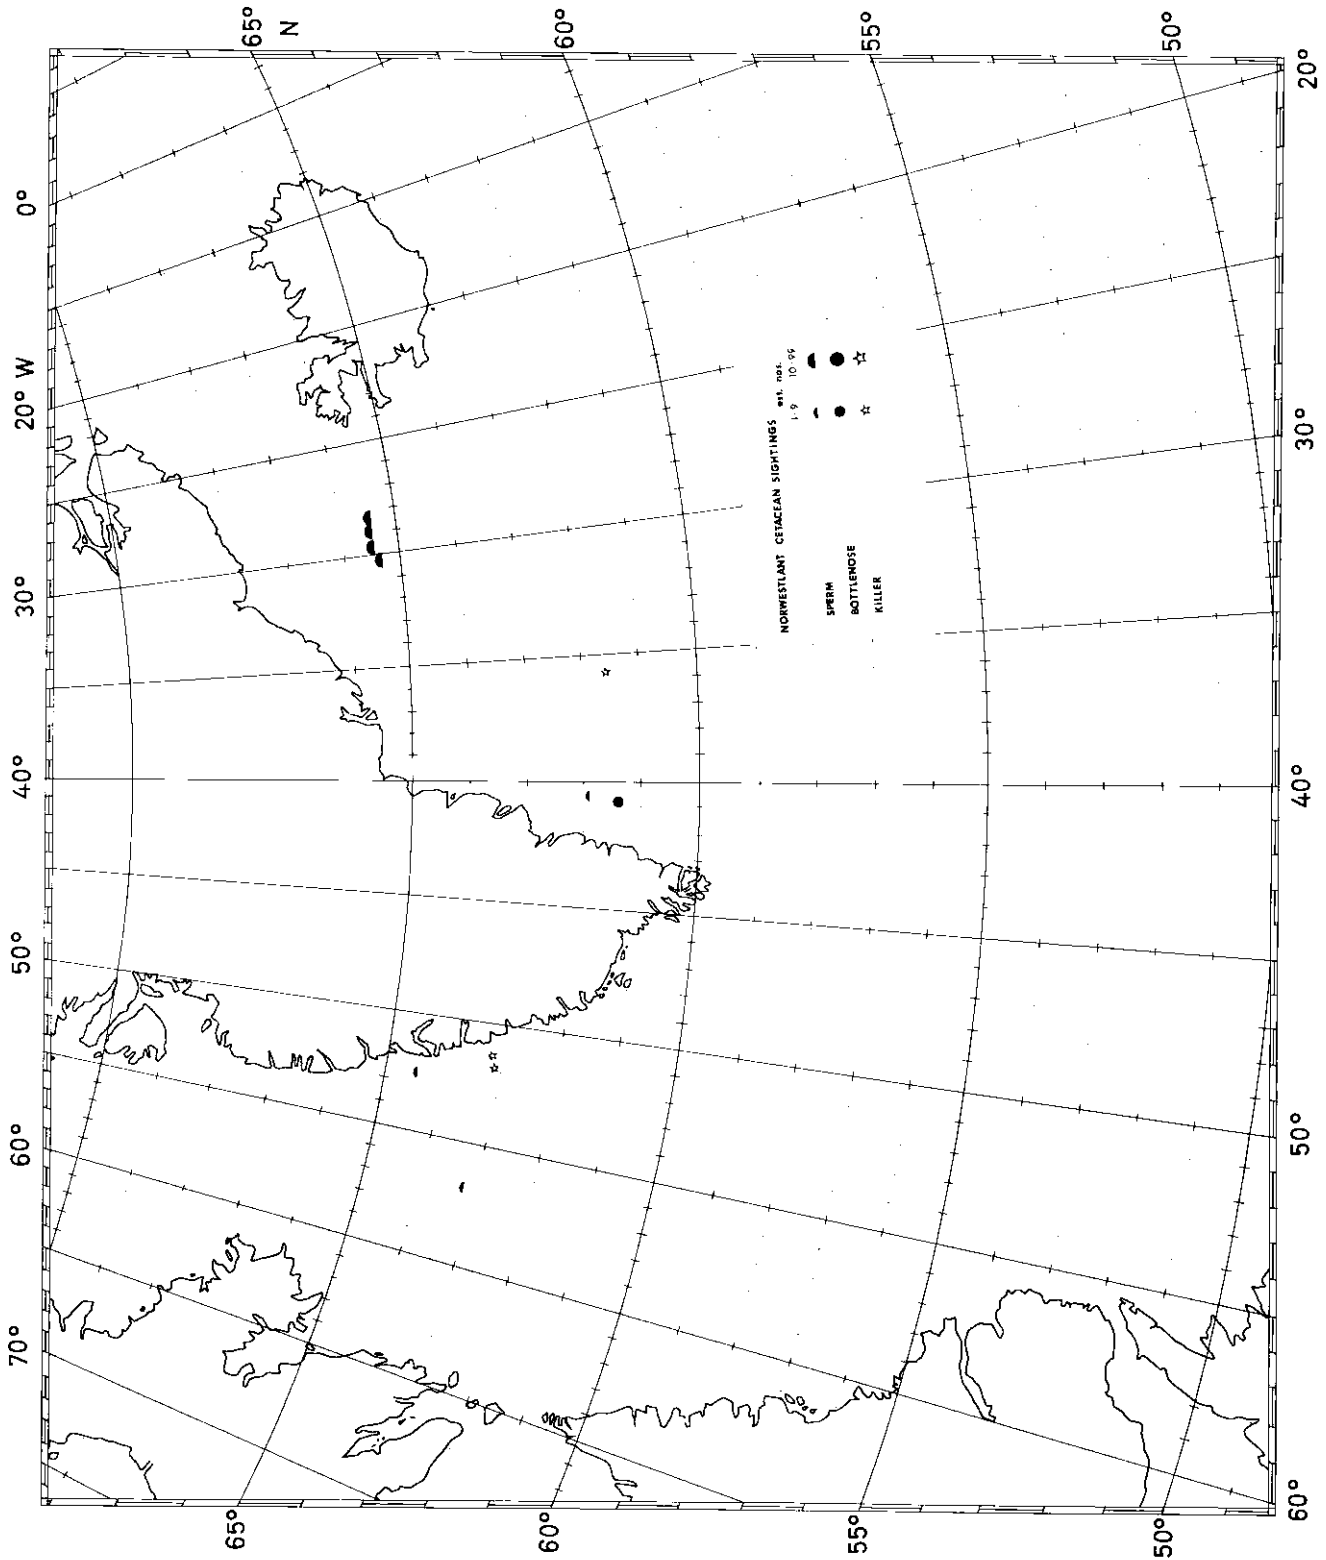 70° 60° 50° 40° 30° 20° W 0°
65°
N
60°
55°
50°
65°
60°
55°
50°
NORWESTLANT CETACEAN SIGHTINGS est. nos.
1-9 10-99
SPERM
BOTTLENOSE
KILLER
60° 50° 40° 30° 20°